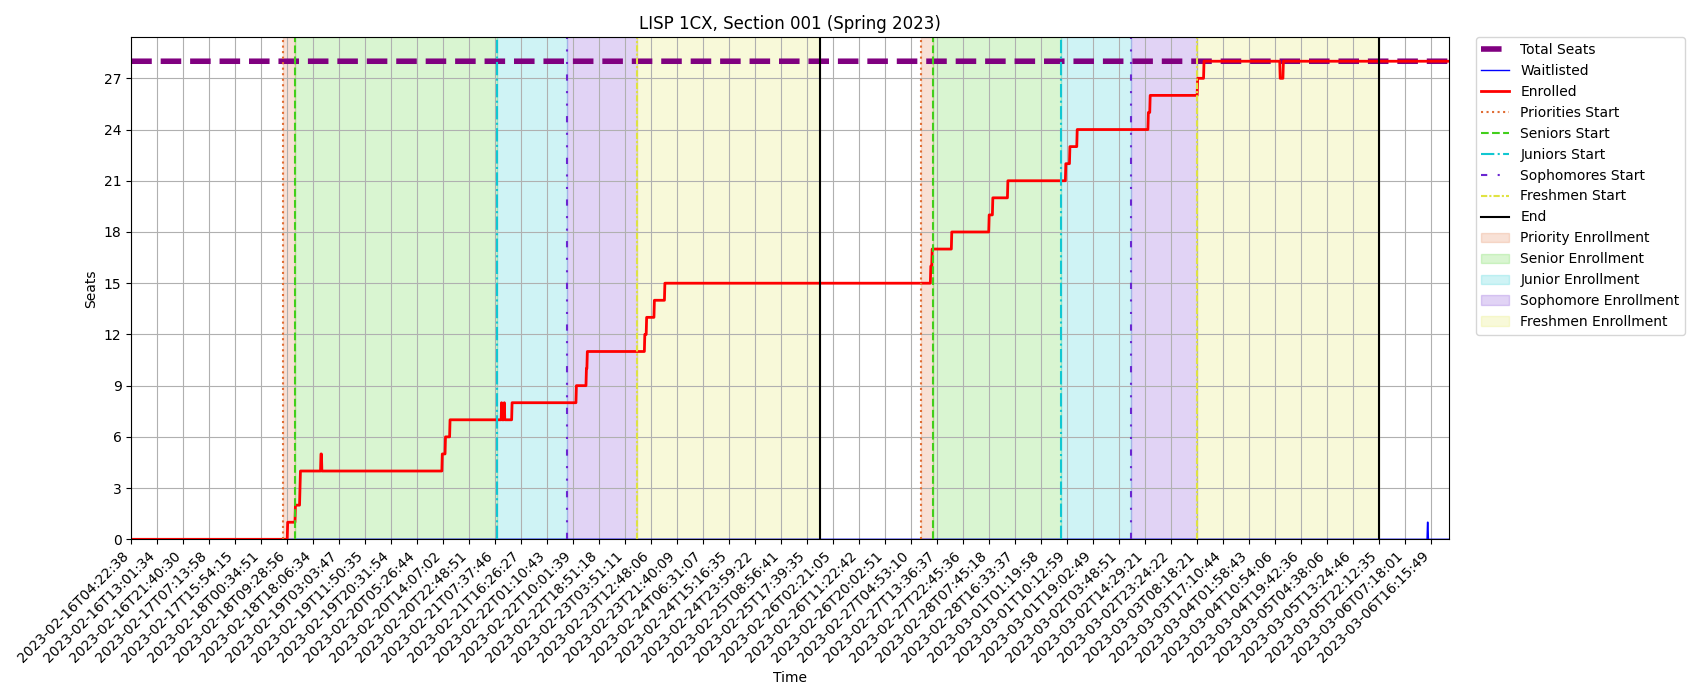 LISP 1CX, Section 001 (Spring 2023)
Total Seats
Waitlisted
Enrolled
Priorities Start
Seniors Start
Juniors Start
Sophomores Start
Freshmen Start
End
Priority Enrollment
Senior Enrollment
Junior Enrollment
Sophomore Enrollment
Freshmen Enrollment
Seats
27
24
21
18
15
12
9
6
3
0
2023-02-16T04:22:38
2023-02-16T13:01:34
2023-02-16T21:40:30
2023-02-17T07:13:58
2023-02-17T15:54:15
2023-02-18T00:34:51
2023-02-18T09:28:56
2023-02-18T18:06:34
2023-02-19T03:03:47
2023-02-19T11:50:35
2023-02-19T20:31:54
2023-02-20T05:26:44
2023-02-20T14:07:02
2023-02-20T22:48:51
2023-02-21T07:37:46
2023-02-21T16:26:27
2023-02-22T01:10:43
2023-02-22T10:01:39
2023-02-22T18:51:18
2023-02-23T03:51:11
2023-02-23T12:48:06
2023-02-23T21:40:09
2023-02-24T06:31:07
2023-02-24T15:16:35
2023-02-24T23:59:22
2023-02-25T08:56:41
2023-02-25T17:39:35
2023-02-26T02:21:05
2023-02-26T11:22:42
2023-02-26T20:02:51
2023-02-27T04:53:10
2023-02-27T13:36:37
2023-02-27T22:45:36
2023-02-28T07:45:18
2023-02-28T16:33:37
2023-03-01T01:19:58
2023-03-01T10:12:59
2023-03-01T19:02:49
2023-03-02T03:48:51
2023-03-02T14:29:21
2023-03-02T23:24:22
2023-03-03T08:18:21
2023-03-03T17:10:44
2023-03-04T01:58:43
2023-03-04T10:54:06
2023-03-04T19:42:36
2023-03-05T04:38:06
2023-03-05T13:24:46
2023-03-05T22:12:35
2023-03-06T07:18:01
2023-03-06T16:15:49
Time